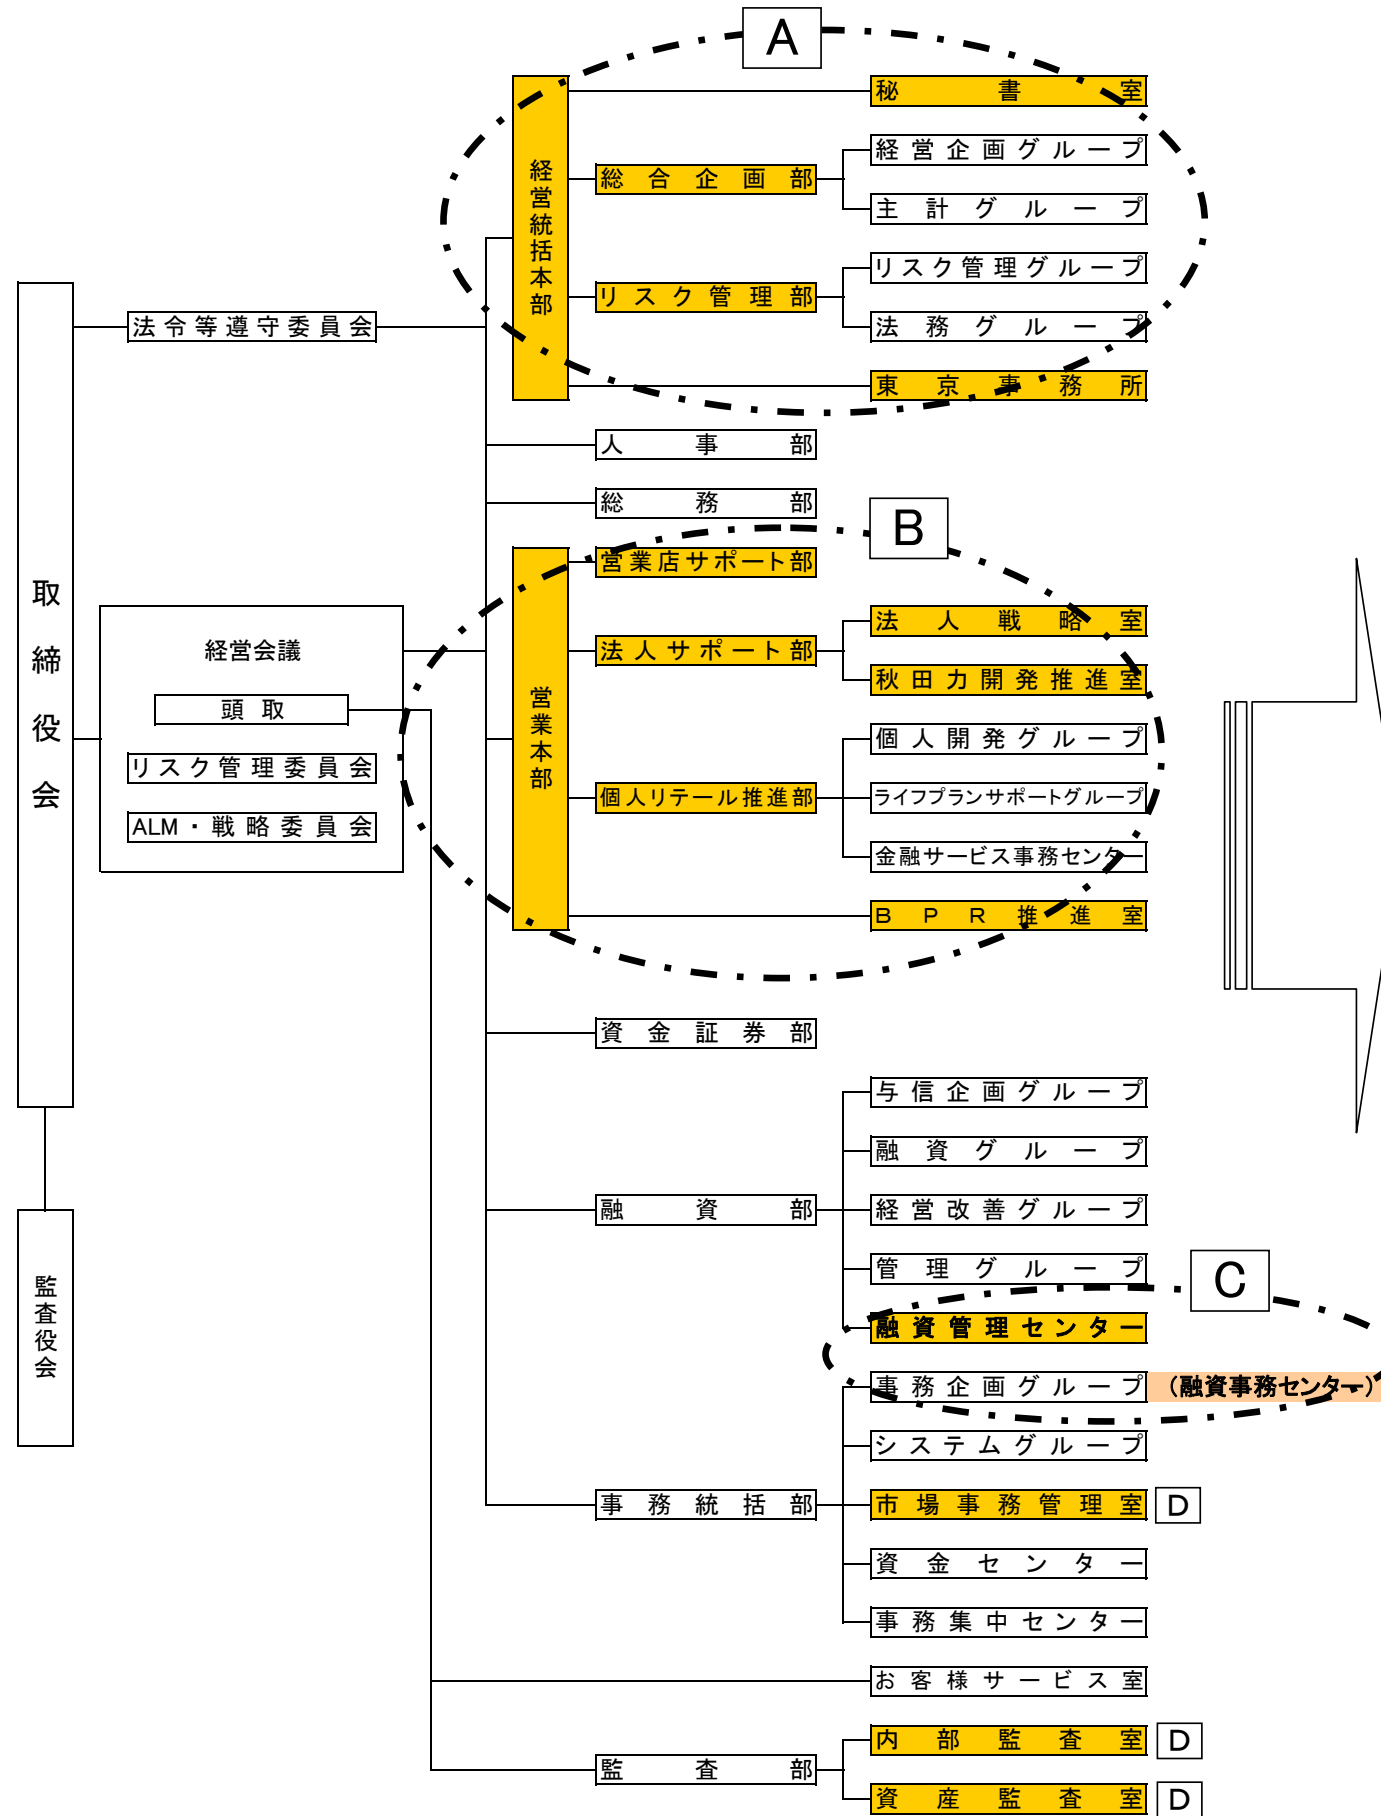 A
秘書室
経営統括本部
経営企画グループ
総合企画部
主計グループ
リスク管理グループ
リスク管理部
法令等遵守委員会
法務グループ
東京事務所
人事部
総務部
B
営業店サポート部
取締役会
経営会議
営業本部
法人戦略室
法人サポート部
秋田力開発推進室
頭取
個人開発グループ
リスク管理委員会
個人リテール推進部
ライフプランサポートグループ
ALM・戦略委員会
金融サービス事務センター
BPR推進室
資金証券部
与信企画グループ
融資グループ
融資部
経営改善グループ
管理グループ
C
監査役会
融資管理センター
事務企画グループ
(融資事務センター)
システムグループ
事務統括部
市場事務管理室
D
資金センター
事務集中センター
お客様サービス室
内部監査室
D
監査部
資産監査室
D